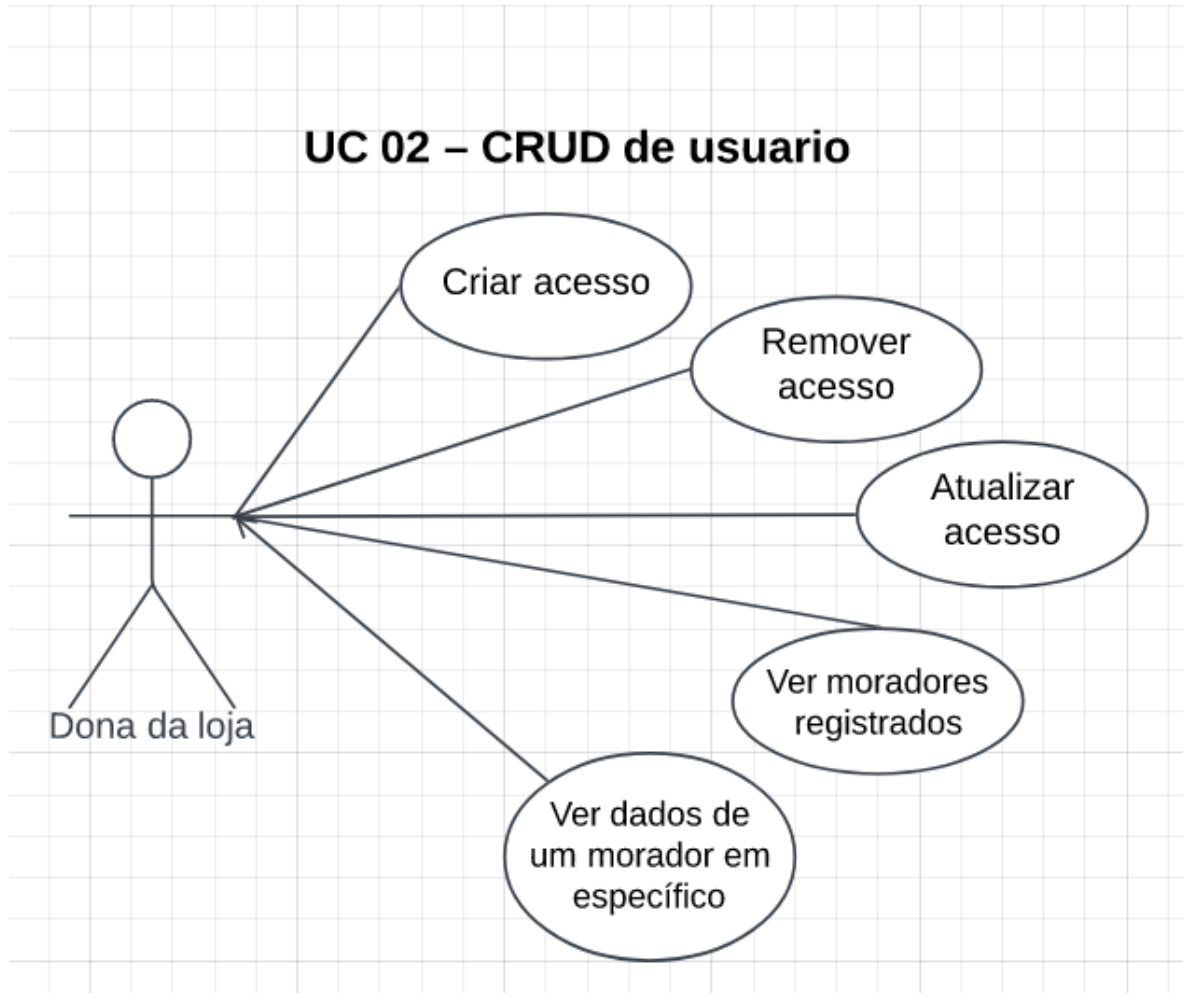 UC 02 – CRUD de usuario
Criar acesso
Remover
acesso
Atualizar
acesso
Ver moradores
registrados
Dona da loja
Ver dados de
um morador em
específico